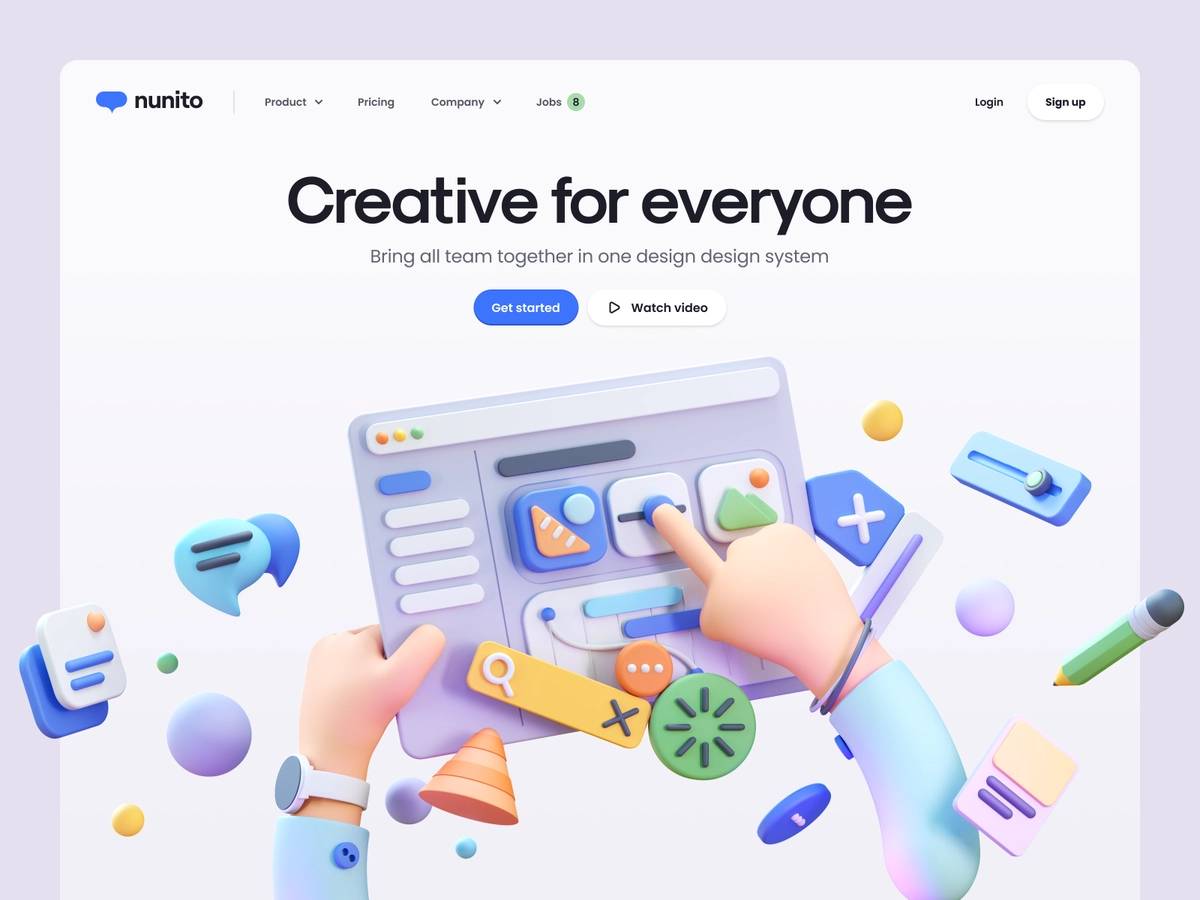 nunito
Product
Pricing
Company
Jobs 8
Login
Sign up
Creative for everyone
Bring all team together in one design design system
Get started
Watch video